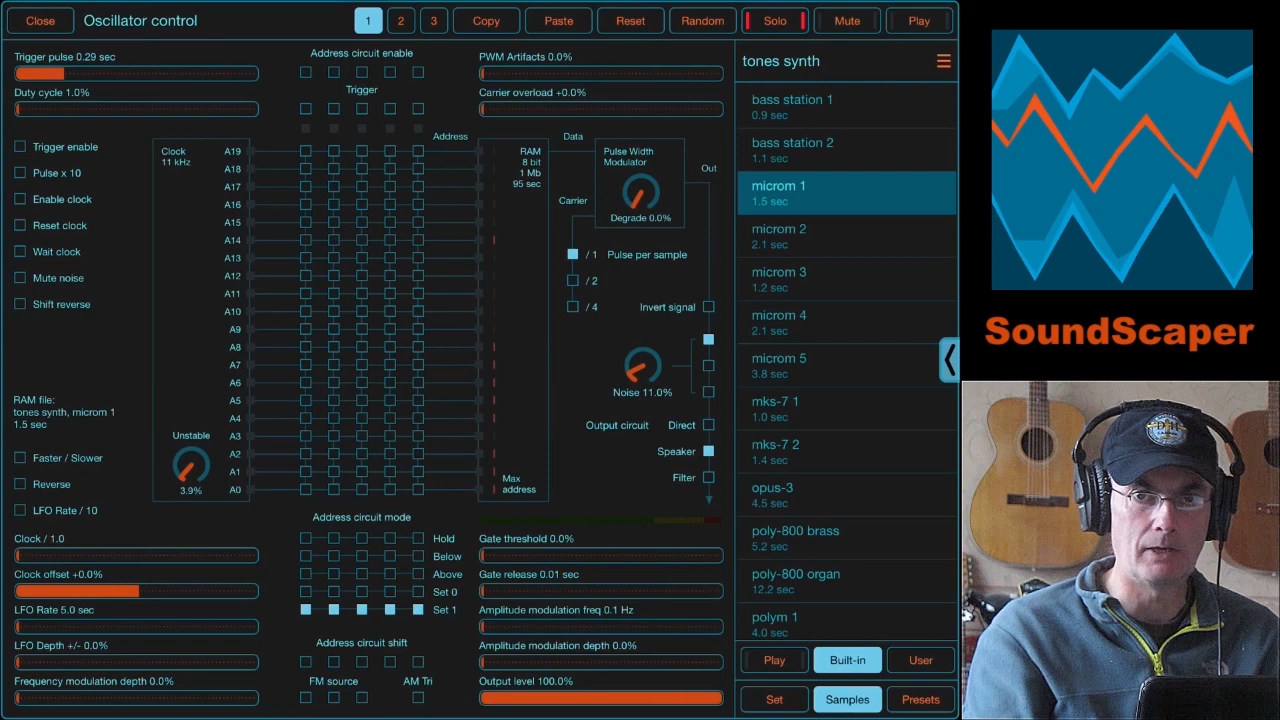 Close
Oscillator control
1
2
3
Copy
Paste
Reset
Random
Solo
Mute
Play
Trigger pulse 0.29 sec
Duty cycle 1.0%
Trigger enable
Pulse x 10
Enable clock
Reset clock
Wait clock
Mute noise
Shift reverse
RAM file:
tones synth, microm 1
1.5 sec
Faster / Slower
Reverse
LFO Rate / 10
Clock / 1.0
Clock offset +0.0%
LFO Rate 5.0 sec
LFO Depth +/- 0.0%
Frequency modulation depth 0.0%
Clock
11 kHz
Unstable
3.9%
A19
A18
A17
A16
A15
A14
A13
A12
A11
A10
A9
A8
A7
A6
A5
A4
A3
A2
A1
A0
Address circuit enable
Trigger
Address
Address circuit mode
Hold
Below
Above
Set 0
Set 1
Address circuit shift
FM source
AM Tri
PWM Artifacts 0.0%
Carrier overload +0.0%
RAM
8 bit
1 Mb
95 sec
Max
address
Data
Pulse Width
Modulator
Degrade 0.0%
Out
Carrier
/ 1 Pulse per sample
/ 2
/ 4
Invert signal
Noise 11.0%
Output circuit
Direct
Speaker
Filter
Gate threshold 0.0%
Gate release 0.01 sec
Amplitude modulation freq 0.1 Hz
Amplitude modulation depth 0.0%
Output level 100.0%
tones synth
bass station 1
0.9 sec
bass station 2
1.1 sec
microm 1
1.5 sec
microm 2
2.1 sec
microm 3
1.2 sec
microm 4
2.1 sec
microm 5
3.8 sec
mks-7 1
1.0 sec
mks-7 2
1.4 sec
opus-3
4.5 sec
poly-800 brass
5.2 sec
poly-800 organ
12.2 sec
polym 1
4.0 sec
Play
Built-in
User
Set
Samples
Presets
SoundScaper